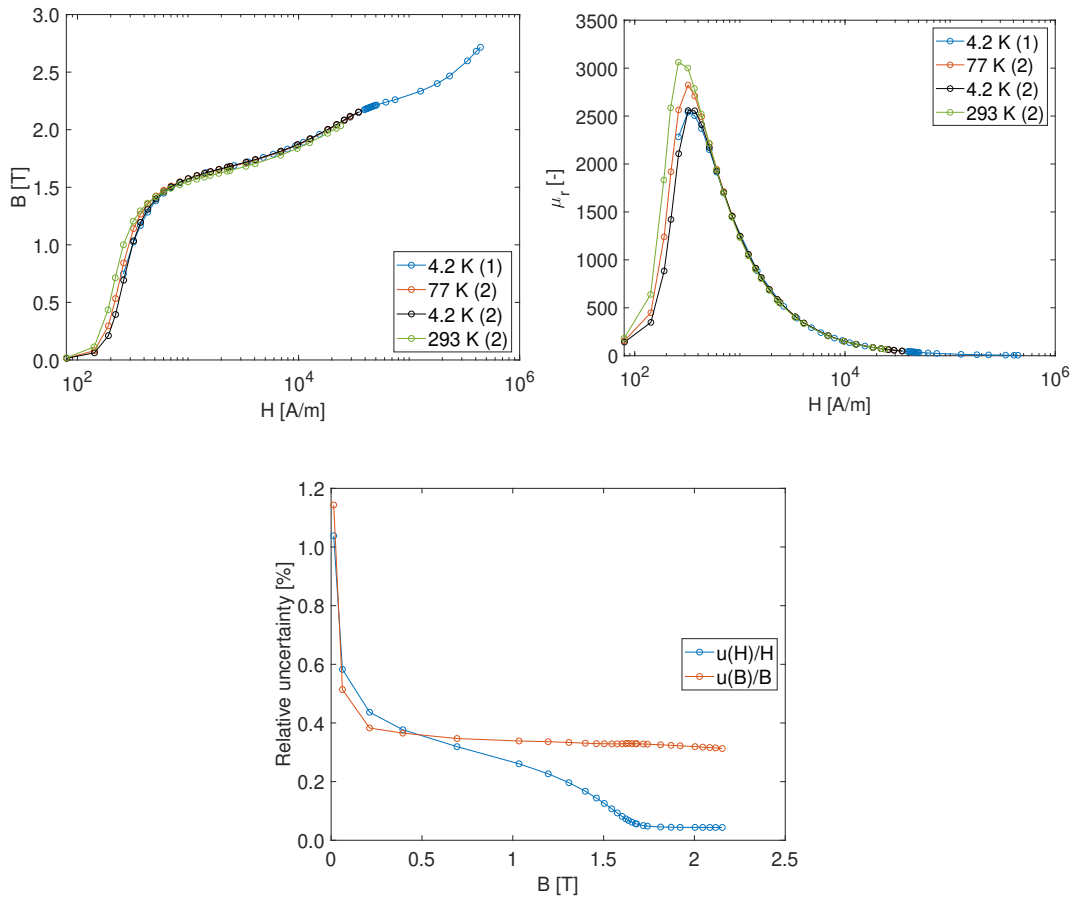 3.0
2.5
2.0
1.5
1.0
0.5
0.0
B [T]
10^2
10^4
10^6
H [A/m]
4.2 K (1)
77 K (2)
4.2 K (2)
293 K (2)
3500
3000
2500
2000
1500
1000
500
0
μ_r [-]
10^2
10^4
10^6
H [A/m]
4.2 K (1)
77 K (2)
4.2 K (2)
293 K (2)
1.2
1.0
0.8
0.6
0.4
0.2
0.0
Relative uncertainty [%]
0
0.5
1
1.5
2
2.5
B [T]
u(H)/H
u(B)/B